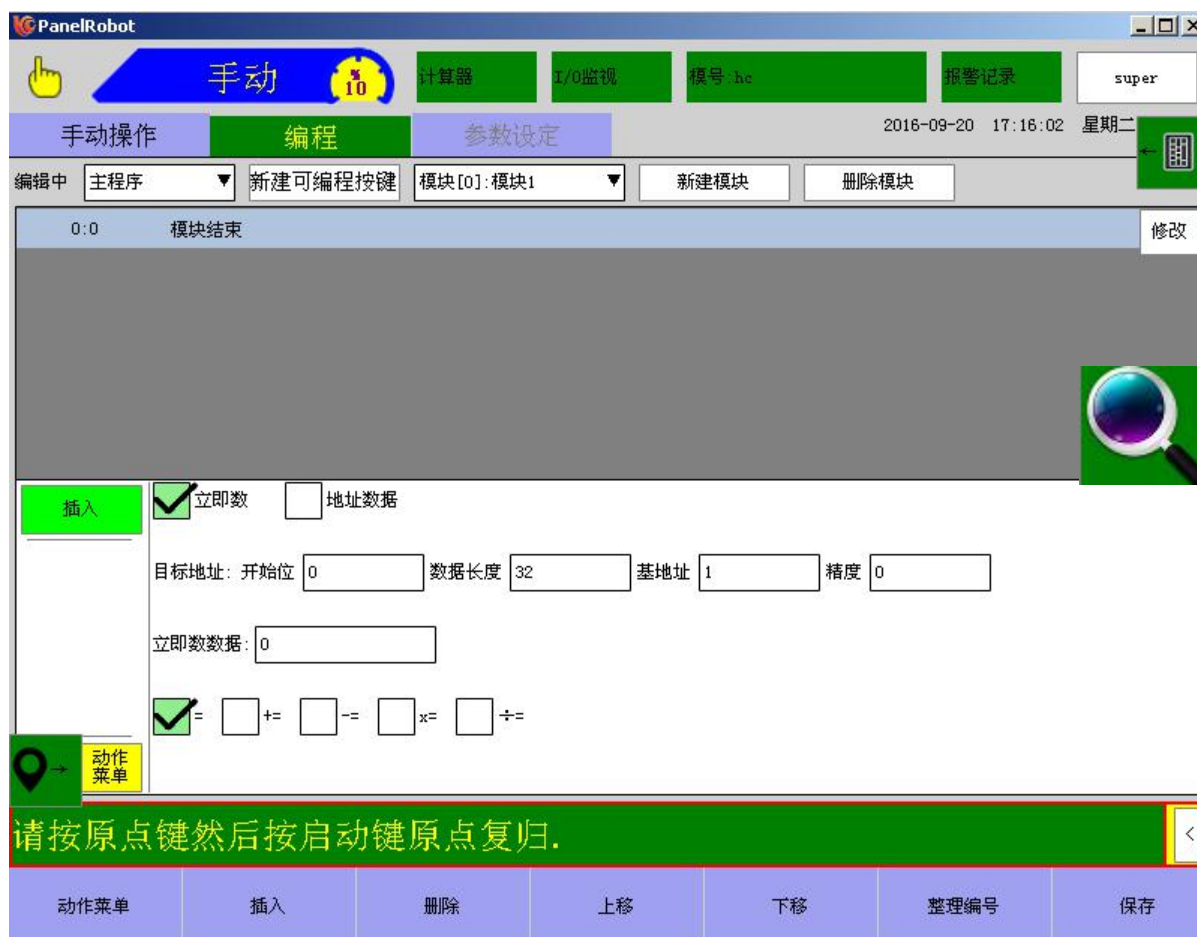 PanelRobot
手动 % 10 计算器 I/O监视 模号:hc 报警记录 super
手动操作 编程 参数设定 2016-09-20 17:16:02 星期二
编辑中 主程序 新建可编程按键 模块[0]:模块1 新建模块 删除模块
0:0 模块结束 修改
插入 立即数 地址数据
目标地址: 开始位 0 数据长度 32 基地址 1 精度 0
立即数数据: 0
= += -= x= ÷=
动作
菜单
请按原点键然后按启动键原点复归.
动作菜单 插入 删除 上移 下移 整理编号 保存